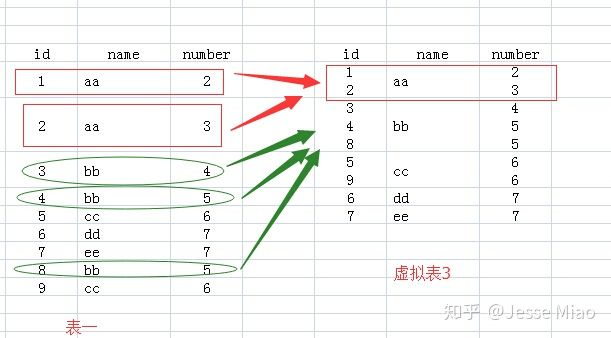 id name number
1 aa 2
2 aa 3
3 bb 4
4 bb 5
5 cc 6
6 dd 7
7 ee 7
8 bb 5
9 cc 6
表一
id name number
1 2
aa
2 3
3 4
4 bb 5
8 5
5 6
cc
9 6
6 dd 7
7 ee 7
虚拟表3
知乎 @Jesse Miao